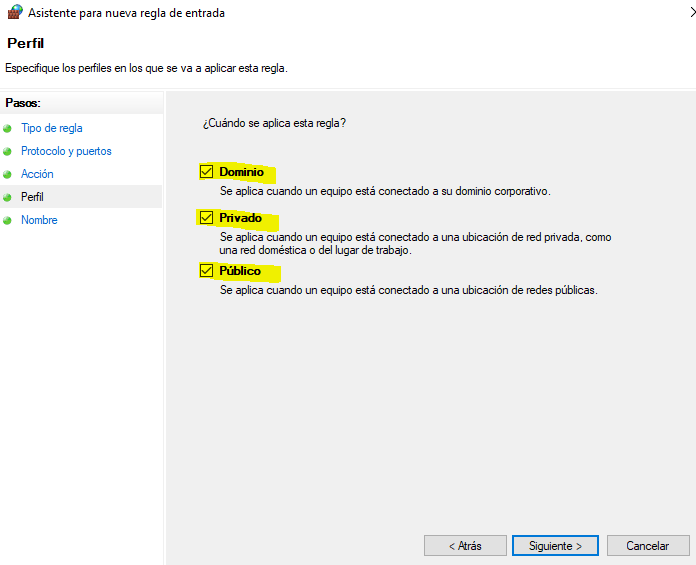 Asistente para nueva regla de entrada
Perfil
Especifique los perfiles en los que se va a aplicar esta regla.
Pasos:
Tipo de regla
Protocolo y puertos
Acción
Perfil
Nombre
¿Cuándo se aplica esta regla?
Dominio
Se aplica cuando un equipo está conectado a su dominio corporativo.
Privado
Se aplica cuando un equipo está conectado a una ubicación de red privada, como
una red doméstica o del lugar de trabajo.
Público
Se aplica cuando un equipo está conectado a una ubicación de redes públicas.
< Atrás
Siguiente >
Cancelar